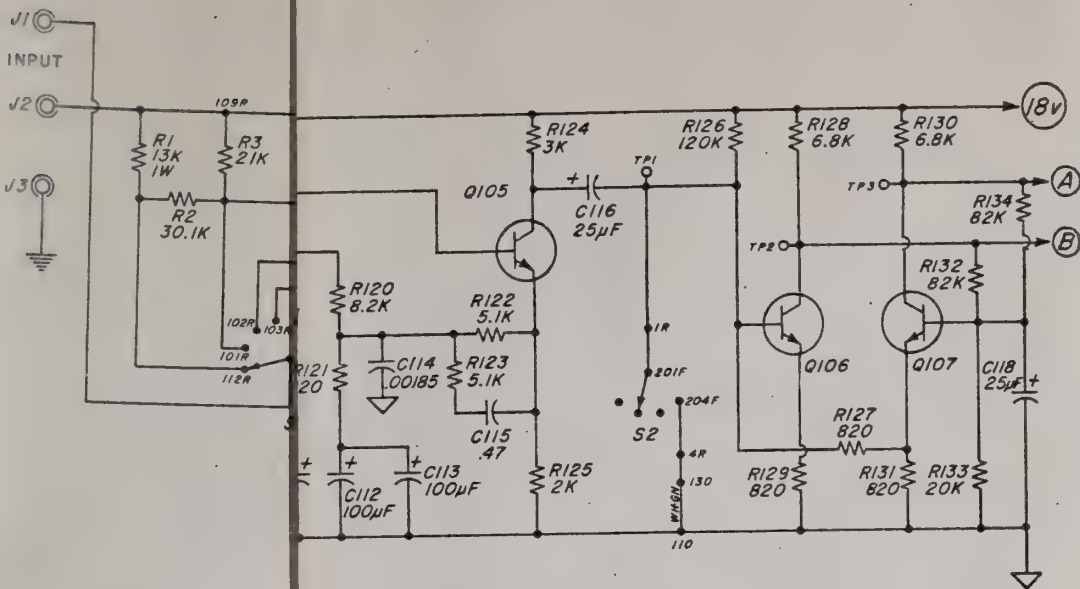 J1
INPUT
J2
J3
109R
R1
13K
1W
R3
21K
R2
30.1K
102R
103R
101R
112R
R120
8.2K
R121
R122
5.1K
R123
5.1K
C114
.00185
C115
.47
C112
100µF
C113
100µF
R124
3K
Q105
+
C116
25µF
R125
2K
TP1
1R
201F
S2
204F
4R
130
WHGN
110
R126
120K
R128
6.8K
R130
6.8K
18V
TP3
A
R134
82K
TP2
B
R132
82K
Q106
Q107
C118
25µF +
R127
820
R129
820
R131
820
R133
20K